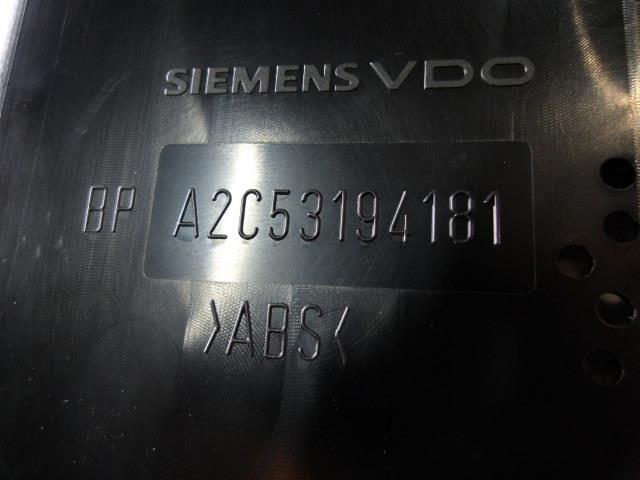 SIEMENS VDO
BP A2C53194181
>ABS<